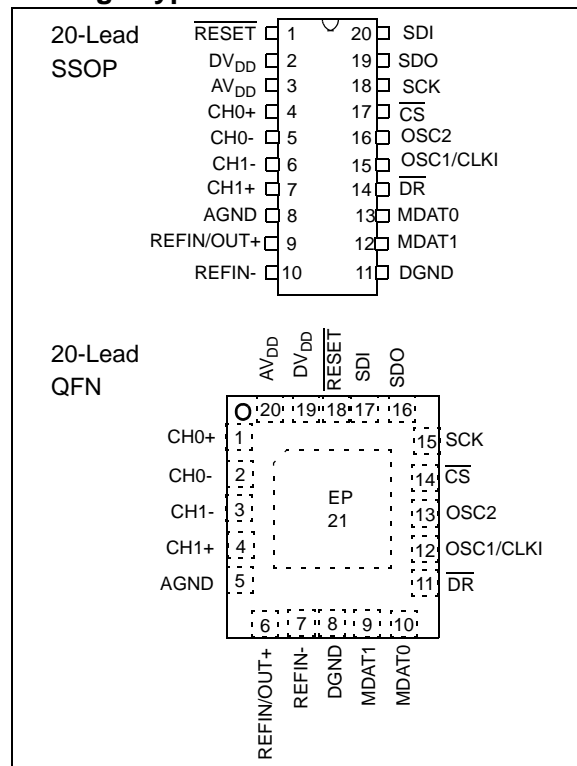 20-Lead
SSOP
RESET 1 20 SDI
DVDD 2 19 SDO
AVDD 3 18 SCK
CH0+ 4 17 CS
CH0- 5 16 OSC2
CH1- 6 15 OSC1/CLKI
CH1+ 7 14 DR
AGND 8 13 MDAT0
REFIN/OUT+ 9 12 MDAT1
REFIN- 10 11 DGND
20-Lead
QFN
AVDD DVDD RESET SDI SDO
20 19 18 17 16
CH0+ 1 15 SCK
CH0- 2 14 CS
EP
21
CH1- 3 13 OSC2
CH1+ 4 12 OSC1/CLKI
AGND 5 11 DR
6 7 8 9 10
REFIN/OUT+ REFIN- DGND MDAT1 MDAT0